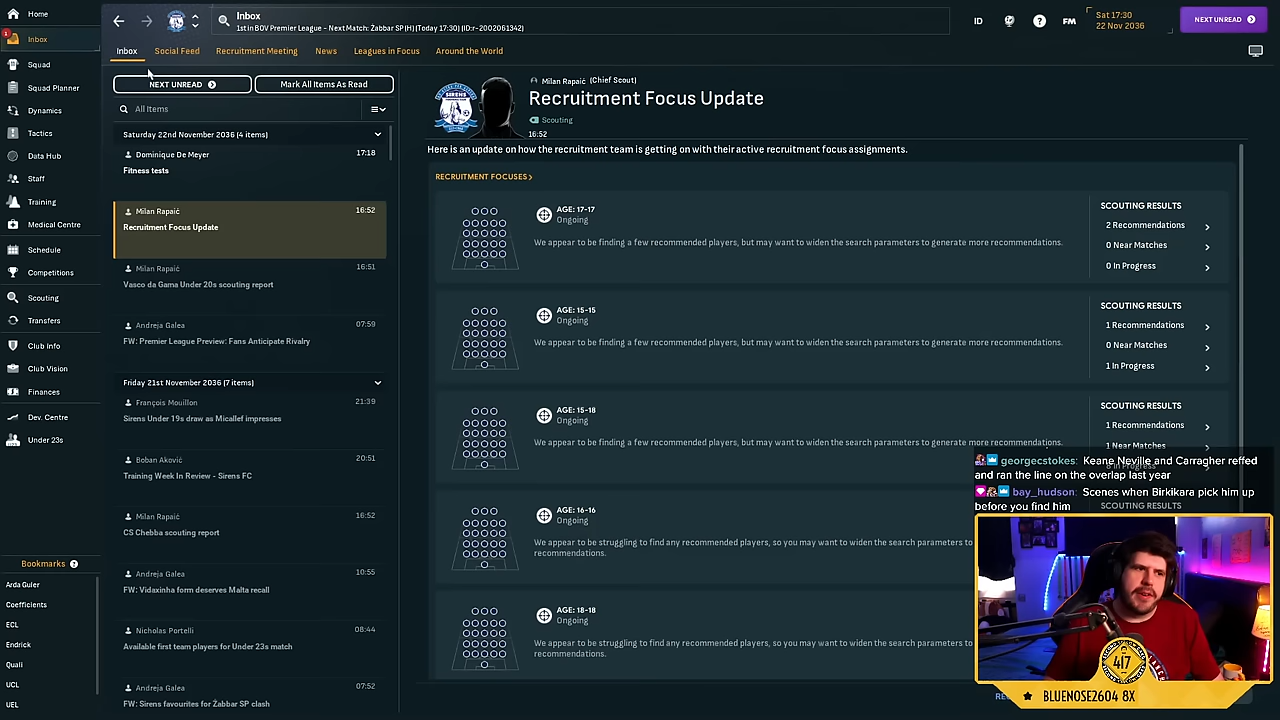 Home
Inbox
1
Squad
Squad Planner
Dynamics
Tactics
Data Hub
Staff
Training
Medical Centre
Schedule
Competitions
Scouting
Transfers
Club Info
Club Vision
Finances
Dev. Centre
Under 23s
Bookmarks
Arda Guler
Coefficients
ECL
Endrick
Quali
UCL
UEL
Inbox
1st in BOV Premier League - Next Match: Żabbar SP (H) (Today 17:30) (ID:r-2002061342)
ID
FM
Sat 17:30
22 Nov 2036
NEXT UNREAD
Inbox
Social Feed
Recruitment Meeting
News
Leagues in Focus
Around the World
NEXT UNREAD
Mark All Items As Read
All Items
Saturday 22nd November 2036 (4 items)
Dominique De Meyer 17:18
Fitness tests
Milan Rapaić 16:52
Recruitment Focus Update
Milan Rapaić 16:51
Vasco da Gama Under 20s scouting report
Andreja Galea 07:59
FW: Premier League Preview: Fans Anticipate Rivalry
Friday 21st November 2036 (7 items)
François Mouillon 21:39
Sirens Under 19s draw as Micallef impresses
Boban Aković 20:51
Training Week In Review - Sirens FC
Milan Rapaić 16:52
CS Chebba scouting report
Andreja Galea 10:55
FW: Vidaxinha form deserves Malta recall
Nicholas Portelli 08:44
Available first team players for Under 23s match
Andreja Galea 07:52
FW: Sirens favourites for Żabbar SP clash
SIRENS
Milan Rapaić (Chief Scout)
Recruitment Focus Update
Scouting
16:52
Here is an update on how the recruitment team is getting on with their active recruitment focus assignments.
RECRUITMENT FOCUSES >
AGE: 17-17
Ongoing
We appear to be finding a few recommended players, but may want to widen the search parameters to generate more recommendations.
SCOUTING RESULTS
2 Recommendations
0 Near Matches
0 In Progress
AGE: 15-15
Ongoing
We appear to be finding a few recommended players, but may want to widen the search parameters to generate more recommendations.
SCOUTING RESULTS
1 Recommendations
0 Near Matches
1 In Progress
AGE: 15-18
Ongoing
We appear to be finding a few recommended players, but may want to widen the search parameters to generate more recommendations.
SCOUTING RESULTS
1 Recommendations
1 Near Matches
AGE: 16-16
Ongoing
We appear to be struggling to find any recommended players, so you may want to widen the search parameters to
recommendations.
SCOUTING RESULTS
AGE: 18-18
Ongoing
We appear to be struggling to find any recommended players, so you may want to widen the search parameters to
recommendations.
georgecstokes: Keane Neville and Carragher reffed
and ran the line on the overlap last
year
bay_hudson: Scenes when Birkikara pick him up
before you find him
417
BLUENOSE2604 8X